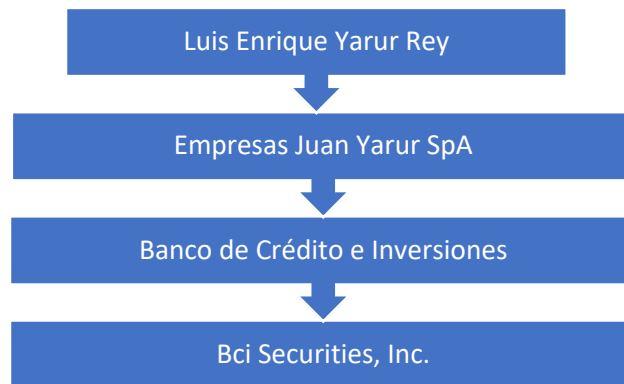 Luis Enrique Yarur Rey
Empresas Juan Yarur SpA
Banco de Crédito e Inversiones
Bci Securities, Inc.